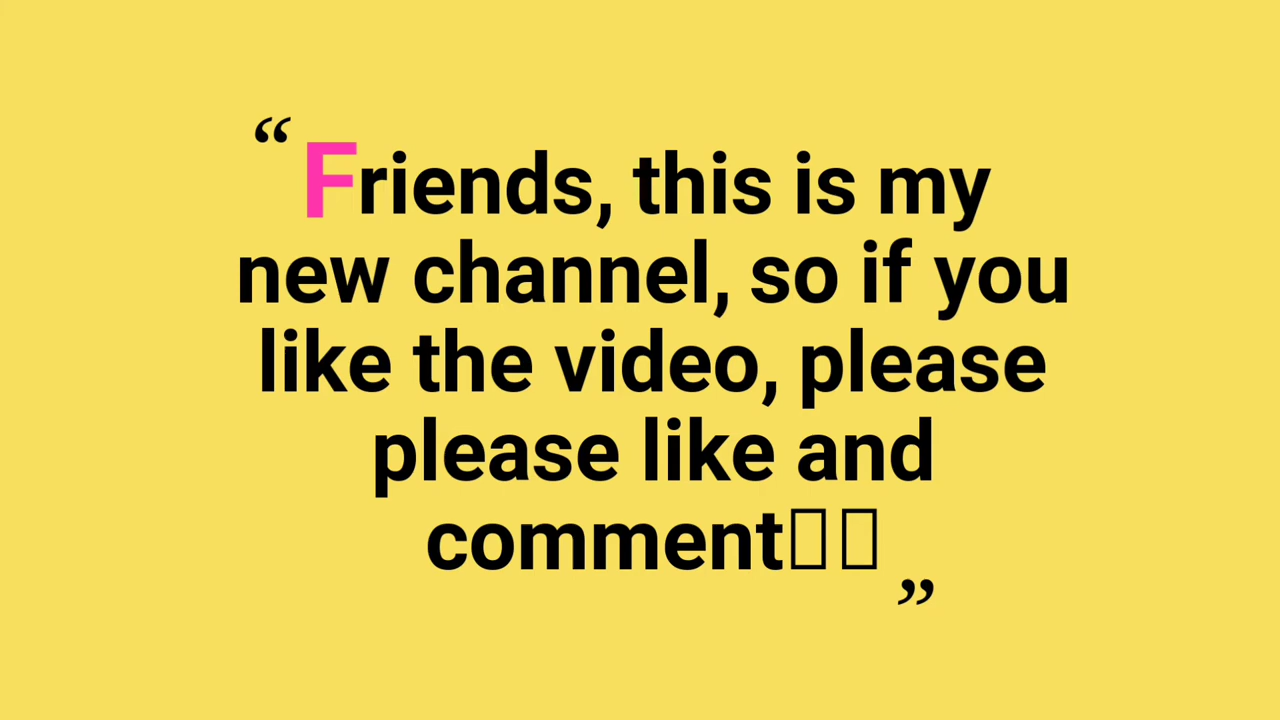 “Friends, this is my
new channel, so if you
like the video, please
please like and
comment▯▯
”